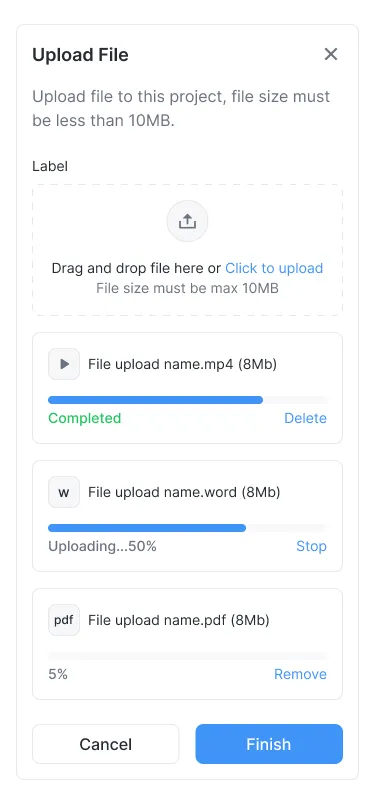 Upload File
Upload file to this project, file size must
be less than 10MB.
Label
Drag and drop file here or Click to upload
File size must be max 10MB
File upload name.mp4 (8Mb)
Completed
Delete
w
File upload name.word (8Mb)
Uploading...50%
Stop
pdf
File upload name.pdf (8Mb)
5%
Remove
Cancel
Finish